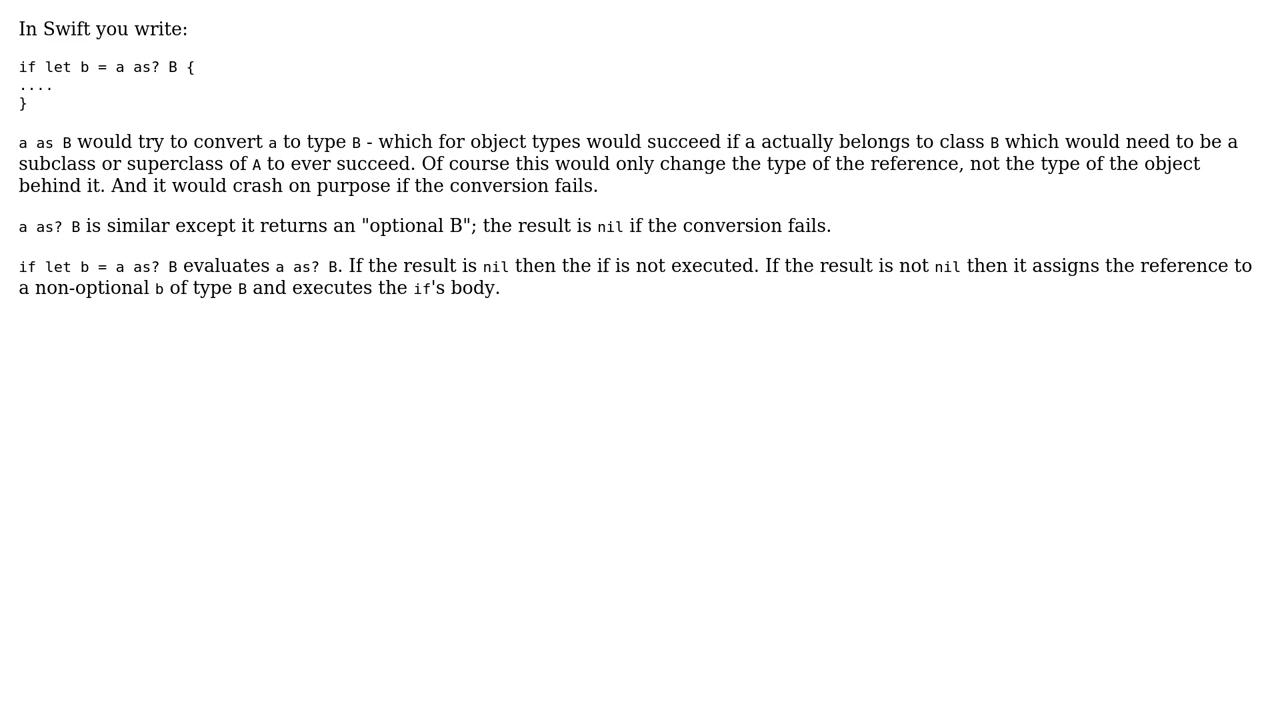 In Swift you write:
if let b = a as? B {
....
}
a as B would try to convert a to type B - which for object types would succeed if a actually belongs to class B which would need to be a
subclass or superclass of A to ever succeed. Of course this would only change the type of the reference, not the type of the object
behind it. And it would crash on purpose if the conversion fails.
a as? B is similar except it returns an "optional B"; the result is nil if the conversion fails.
if let b = a as? B evaluates a as? B. If the result is nil then the if is not executed. If the result is not nil then it assigns the reference to
a non-optional b of type B and executes the if's body.